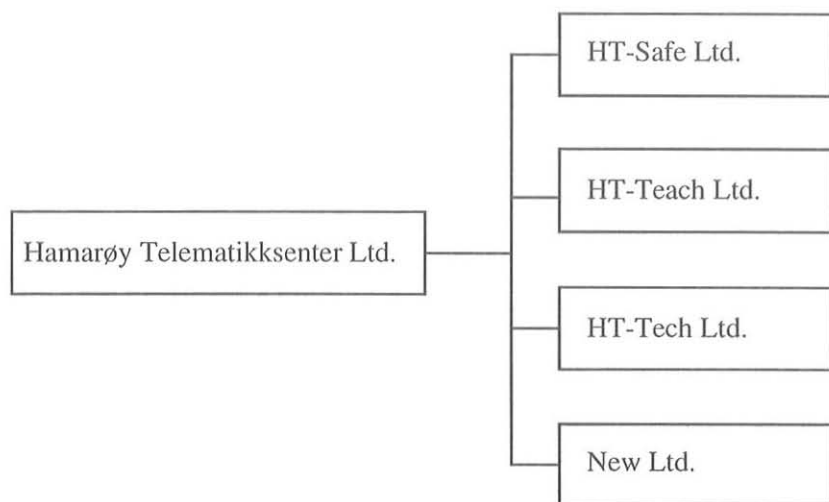 HT-Safe Ltd.
HT-Teach Ltd.
Hamarøy Telematikksenter Ltd.
HT-Tech Ltd.
New Ltd.